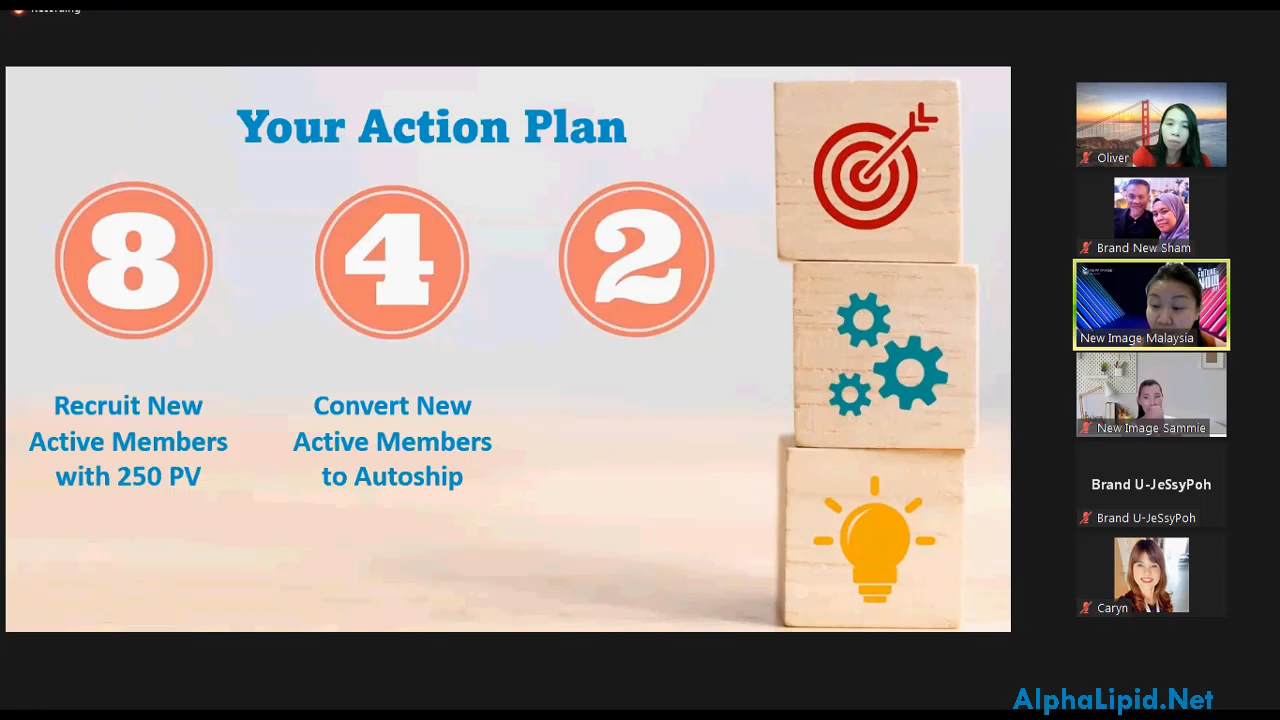 Recording
Your Action Plan
8
4
2
Recruit New
Active Members
with 250 PV
Convert New
Active Members
to Autoship
Oliver
Brand New Sham
New Image Malaysia
New Image Sammie
Brand U-JeSsyPoh
Brand U-JeSsyPoh
Caryn
AlphaLipid.Net